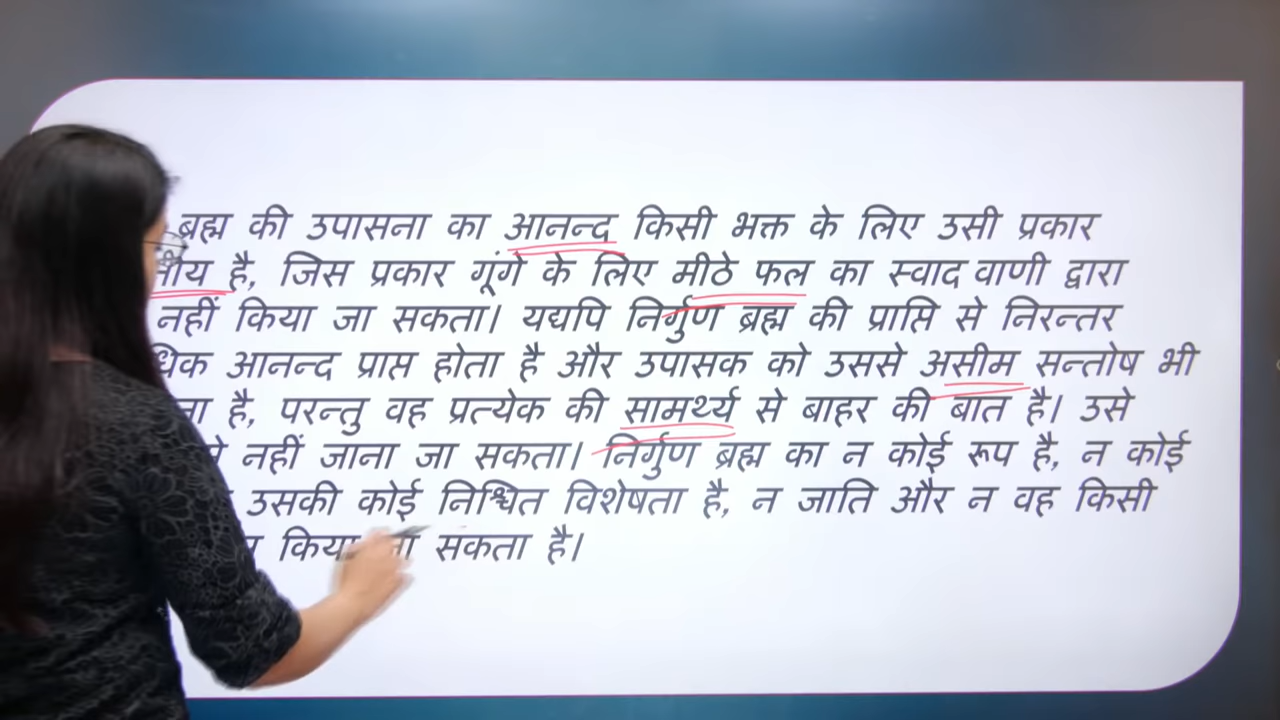 ब्रह्म की उपासना का आनन्द किसी भक्त के लिए उसी प्रकार
है, जिस प्रकार गूंगे के लिए मीठे फल का स्वाद वाणी द्वारा
नहीं किया जा सकता। यद्यपि निर्गुण ब्रह्म की प्राप्ति से निरन्तर
आनन्द प्राप्त होता है और उपासक को उससे असीम सन्तोष भी
है, परन्तु वह प्रत्येक की सामर्थ्य से बाहर की बात है। उसे
नहीं जाना जा सकता। निर्गुण ब्रह्म का न कोई रूप है, न कोई
उसकी कोई निश्चित विशेषता है, न जाति और न वह किसी
किया जा सकता है।